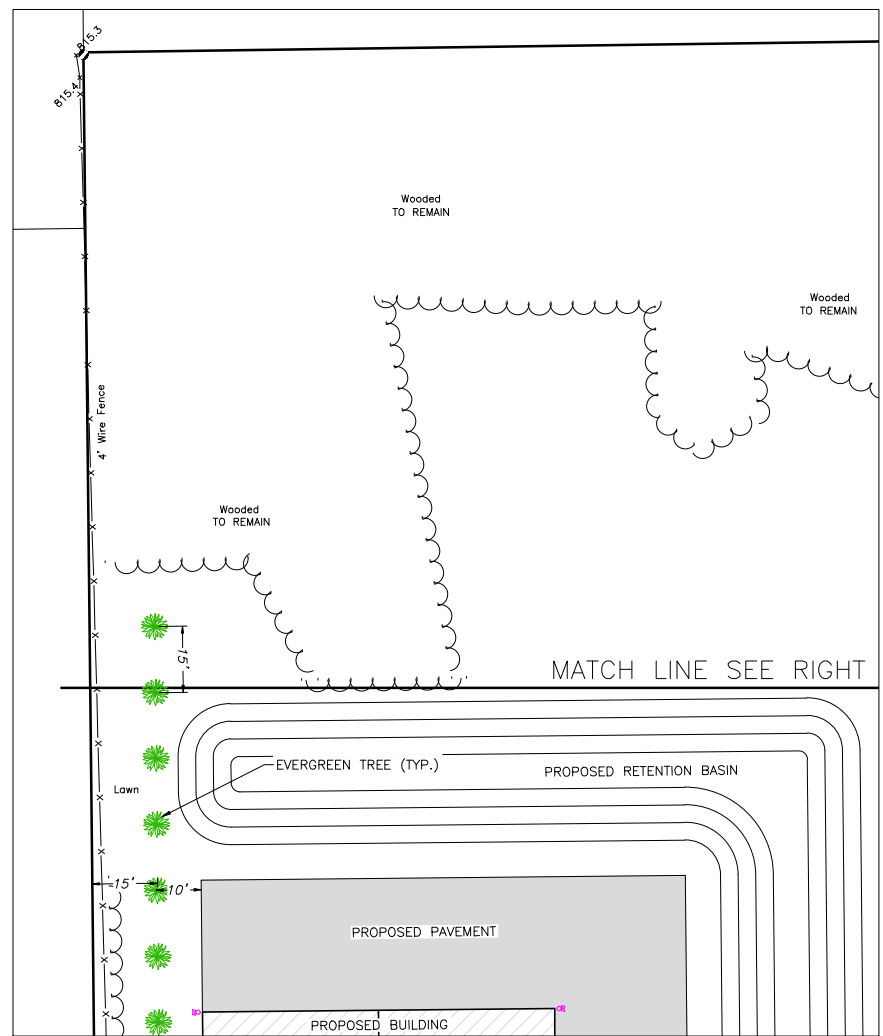 815.3
815.4
Wooded
TO REMAIN
Wooded
TO REMAIN
4' Wire Fence
Wooded
TO REMAIN
15'
MATCH LINE SEE RIGHT
EVERGREEN TREE (TYP.)
PROPOSED RETENTION BASIN
Lawn
15'
10'
PROPOSED PAVEMENT
PROPOSED BUILDING